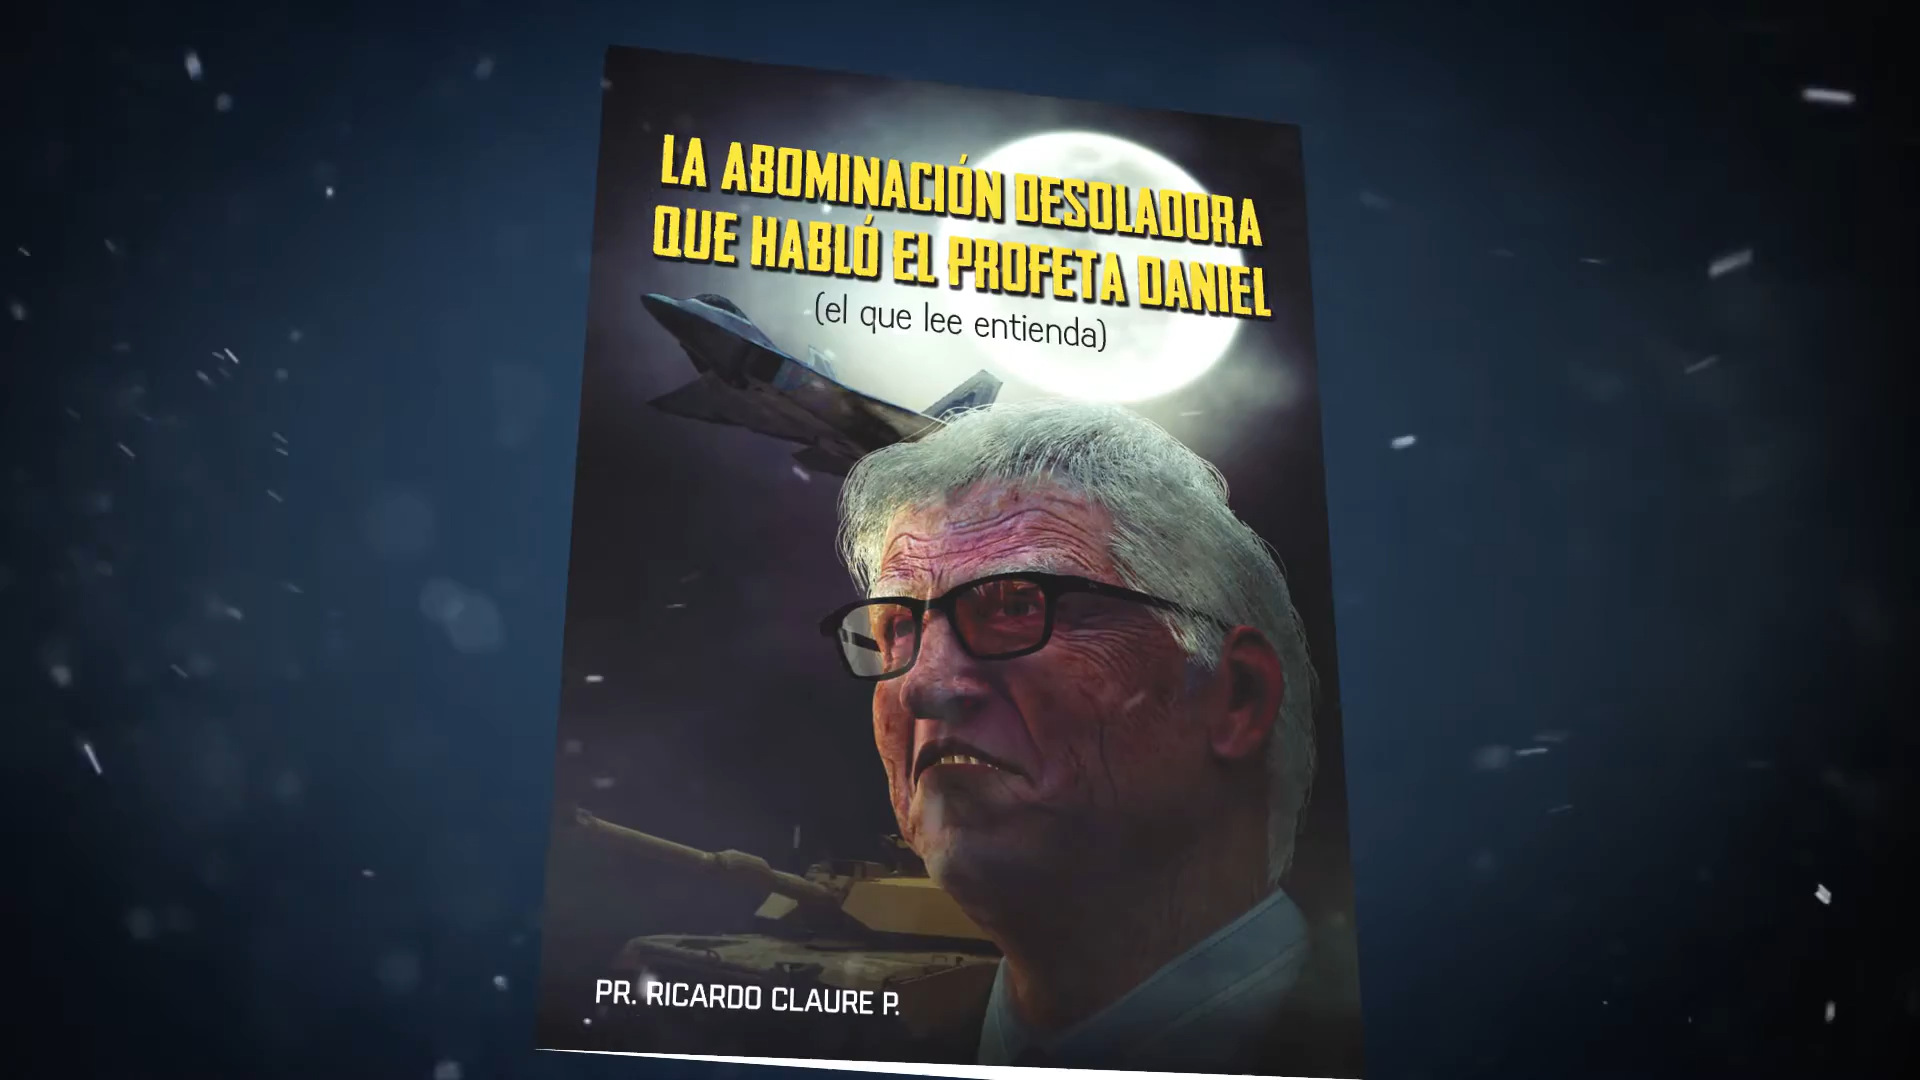 LA ABOMINACIÓN DESOLADORA
QUE HABLÓ EL PROFETA DANIEL
(el que lee entienda)
PR. RICARDO CLAURE P.